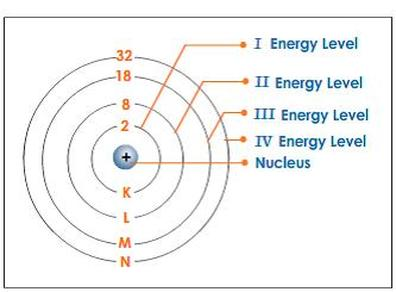 32
18
8
2
+
K
L
M
N
I Energy Level
II Energy Level
III Energy Level
IV Energy Level
Nucleus